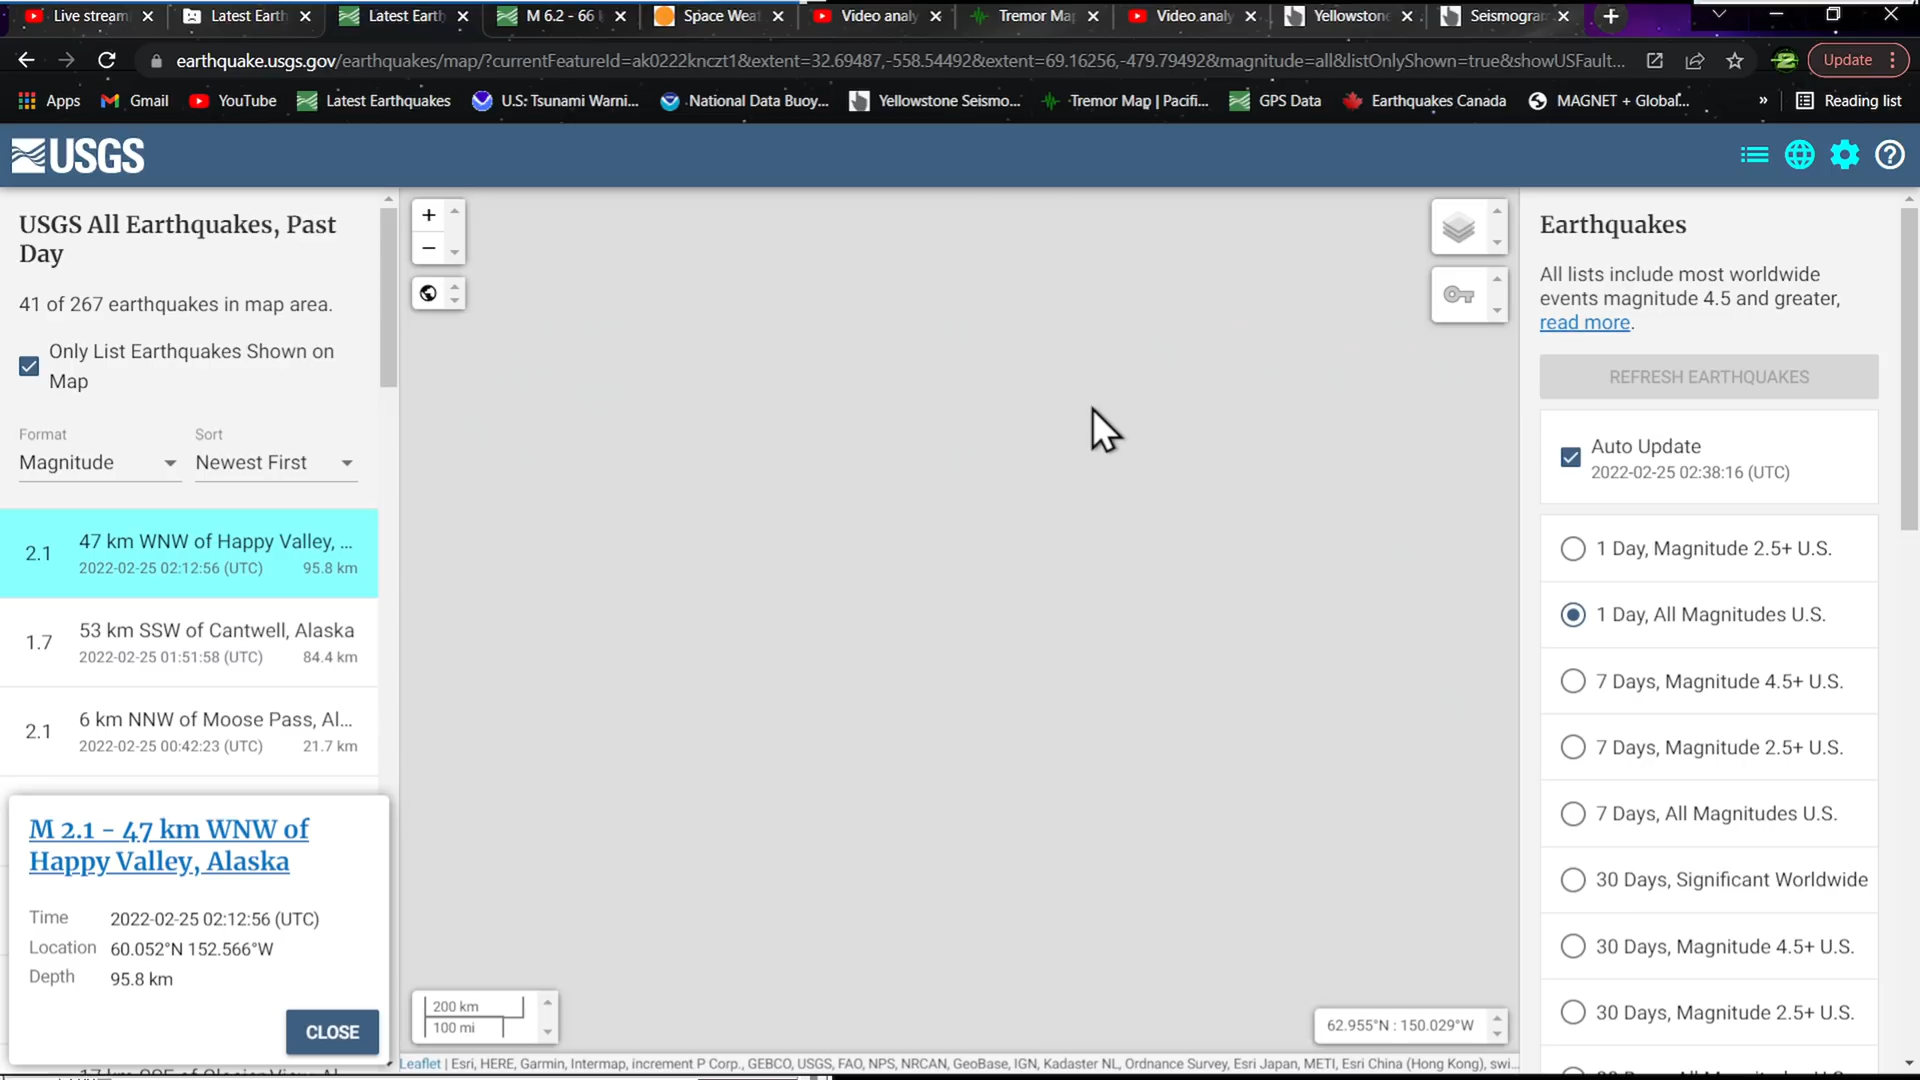 Live stream
Latest Earth
Latest Earth
M 6.2 - 66
Space Weat
Video analy
Tremor Map
Video analy
Yellowstone
Seismogram
earthquake.usgs.gov/earthquakes/map/?currentFeatureId=ak0222knczt1&extent=32.69487,-558.54492&extent=69.16256,-479.79492&magnitude=all&listOnlyShown=true&showUSFault...
Update
Apps
Gmail
YouTube
Latest Earthquakes
U.S: Tsunami Warni...
National Data Buoy...
Yellowstone Seismo...
Tremor Map | Pacifi...
GPS Data
Earthquakes Canada
MAGNET + Global...
»
Reading list
USGS
USGS All Earthquakes, Past
Day
41 of 267 earthquakes in map area.
Only List Earthquakes Shown on
Map
Format
Sort
Magnitude
Newest First
2.1
47 km WNW of Happy Valley, ...
2022-02-25 02:12:56 (UTC)
95.8 km
1.7
53 km SSW of Cantwell, Alaska
2022-02-25 01:51:58 (UTC)
84.4 km
2.1
6 km NNW of Moose Pass, Al...
2022-02-25 00:42:23 (UTC)
21.7 km
M 2.1 - 47 km WNW of
Happy Valley, Alaska
Time 2022-02-25 02:12:56 (UTC)
Location 60.052°N 152.566°W
Depth 95.8 km
CLOSE
+
−
200 km
100 mi
62.955°N : 150.029°W
Leaflet | Esri, HERE, Garmin, Intermap, increment P Corp., GEBCO, USGS, FAO, NPS, NRCAN, GeoBase, IGN, Kadaster NL, Ordnance Survey, Esri Japan, METI, Esri China (Hong Kong), swi...
Earthquakes
All lists include most worldwide
events magnitude 4.5 and greater,
read more.
REFRESH EARTHQUAKES
Auto Update
2022-02-25 02:38:16 (UTC)
1 Day, Magnitude 2.5+ U.S.
1 Day, All Magnitudes U.S.
7 Days, Magnitude 4.5+ U.S.
7 Days, Magnitude 2.5+ U.S.
7 Days, All Magnitudes U.S.
30 Days, Significant Worldwide
30 Days, Magnitude 4.5+ U.S.
30 Days, Magnitude 2.5+ U.S.